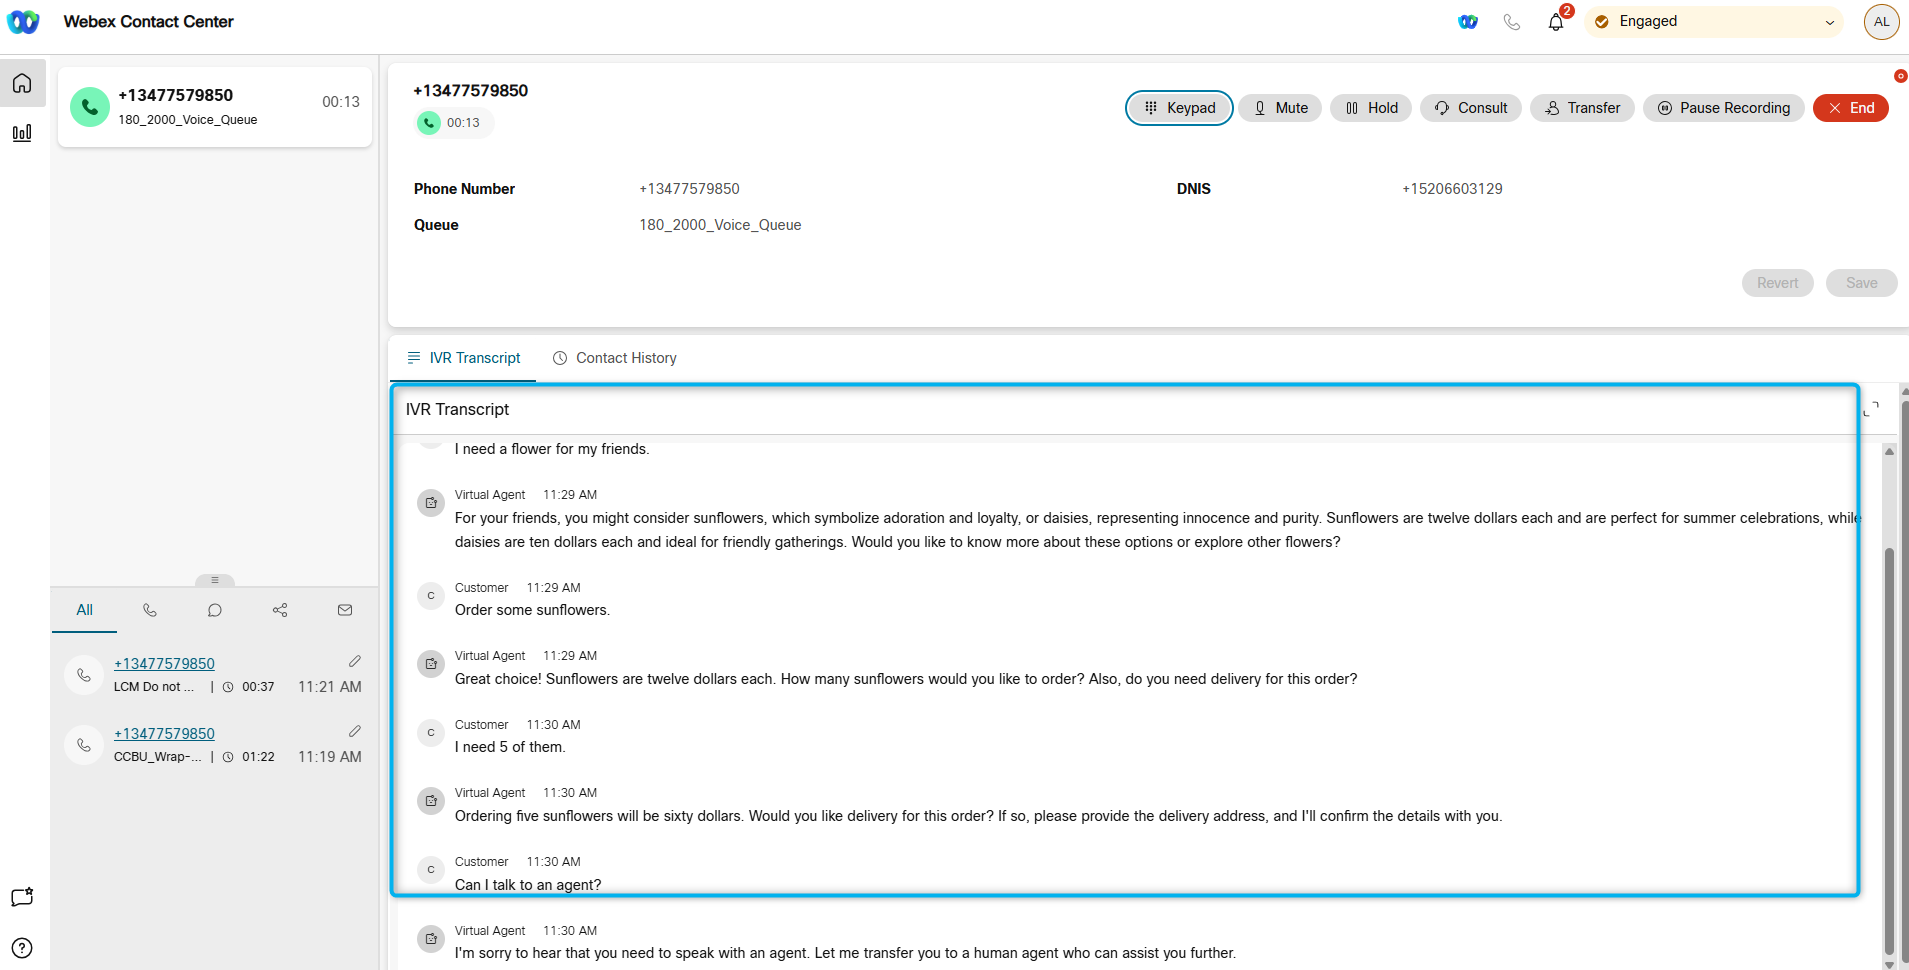 Webex Contact Center
2
Engaged
AL
+13477579850
00:13
180_2000_Voice_Queue
+13477579850
00:13
Keypad
Mute
Hold
Consult
Transfer
Pause Recording
End
Phone Number
+13477579850
DNIS
+15206603129
Queue
180_2000_Voice_Queue
Revert
Save
IVR Transcript
Contact History
IVR Transcript
I need a flower for my friends.
Virtual Agent 11:29 AM
For your friends, you might consider sunflowers, which symbolize adoration and loyalty, or daisies, representing innocence and purity. Sunflowers are twelve dollars each and are perfect for summer celebrations, while
daisies are ten dollars each and ideal for friendly gatherings. Would you like to know more about these options or explore other flowers?
C
Customer 11:29 AM
Order some sunflowers.
Virtual Agent 11:29 AM
Great choice! Sunflowers are twelve dollars each. How many sunflowers would you like to order? Also, do you need delivery for this order?
C
Customer 11:30 AM
I need 5 of them.
Virtual Agent 11:30 AM
Ordering five sunflowers will be sixty dollars. Would you like delivery for this order? If so, please provide the delivery address, and I'll confirm the details with you.
C
Customer 11:30 AM
Can I talk to an agent?
Virtual Agent 11:30 AM
I'm sorry to hear that you need to speak with an agent. Let me transfer you to a human agent who can assist you further.
All
+13477579850
LCM Do not ... | 00:37 11:21 AM
+13477579850
CCBU_Wrap-... | 01:22 11:19 AM